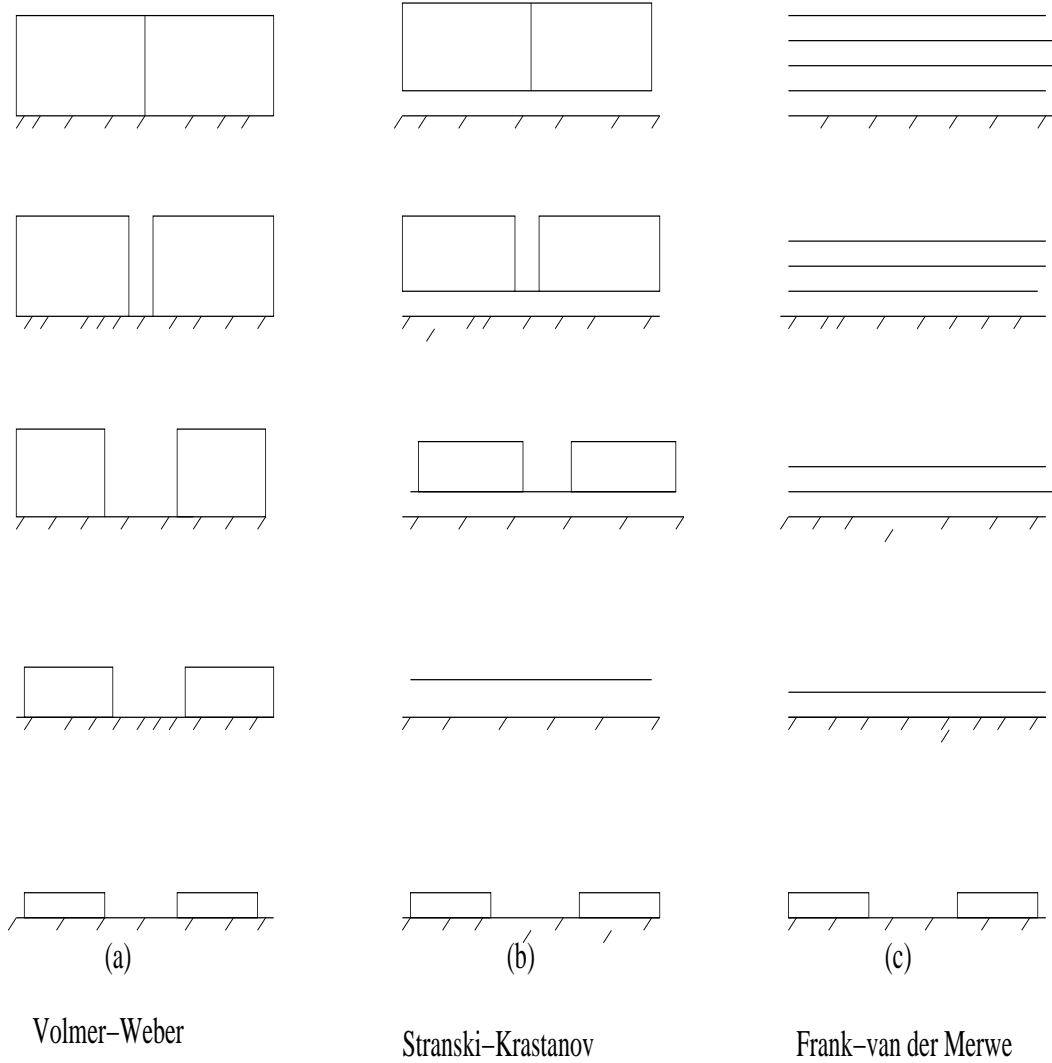 (a)
(b)
(c)
Volmer–Weber
Stranski–Krastanov
Frank–van der Merwe